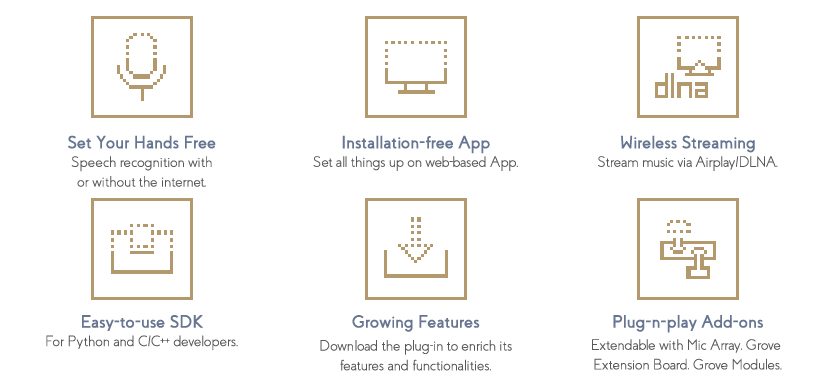 dlna
Set Your Hands Free
Speech recognition with
or without the internet.
Installation-free App
Set all things up on web-based App.
Wireless Streaming
Stream music via Airplay/DLNA.
Easy-to-use SDK
For Python and C/C++ developers.
Growing Features
Download the plug-in to enrich its
features and functionalities.
Plug-n-play Add-ons
Extendable with Mic Array. Grove
Extension Board. Grove Modules.